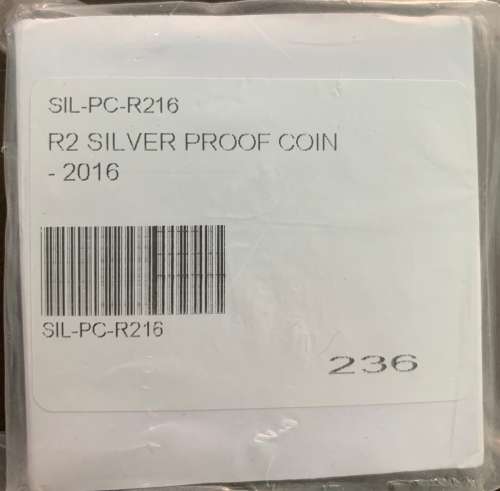 SIL-PC-R216
R2 SILVER PROOF COIN
- 2016
SIL-PC-R216
236